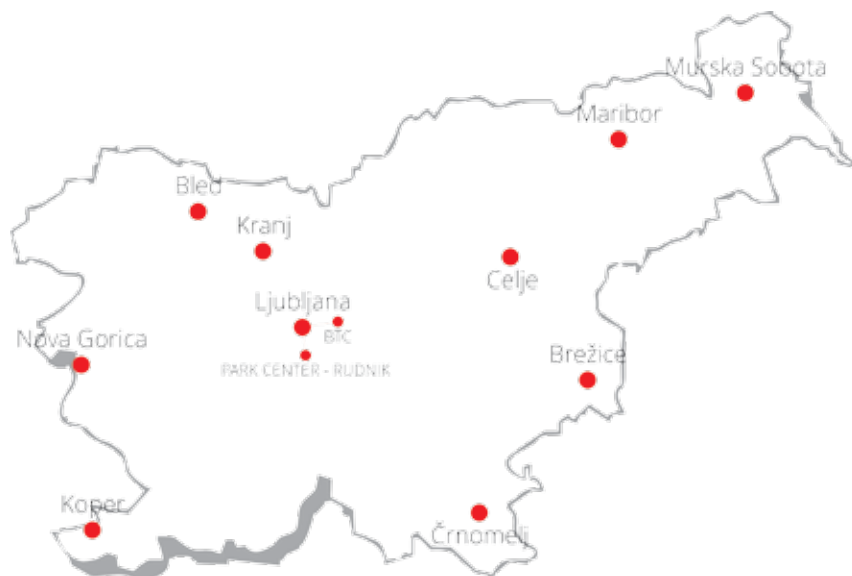 Murska Sobota
Maribor
Bled
Kranj
Celje
Ljubljana
BTC
Nova Gorica
PARK CENTER - RUDNIK
Brežice
Koper
Črnomelj